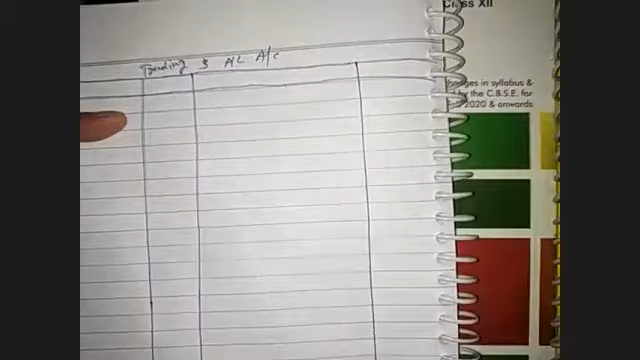 Class XII
Trading & P/L A/c
changes in syllabus &
by the C.B.S.E. for
2020 & onwards